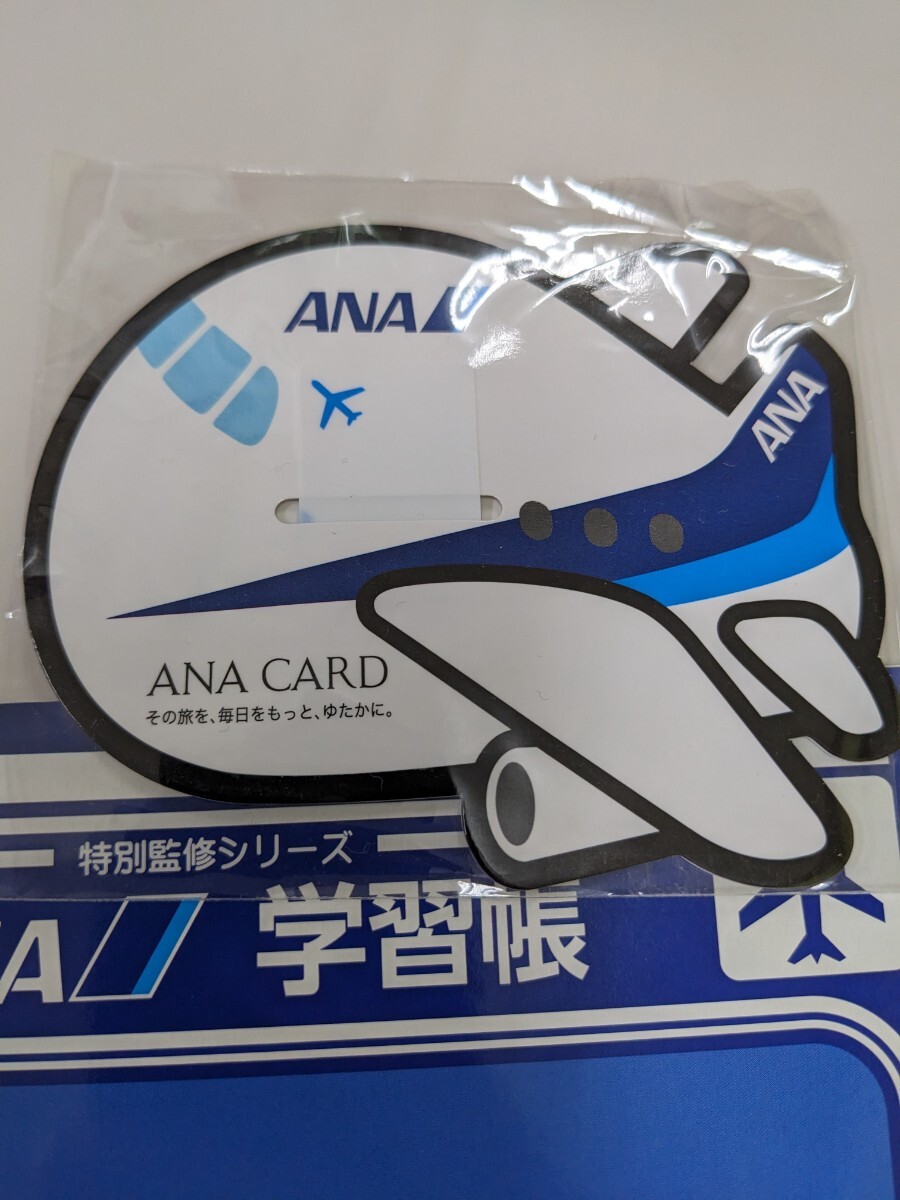 ANA
ANA
ANA CARD
その旅を、毎日をもっと、ゆたかに。
特別監修シリーズ
A 学習帳